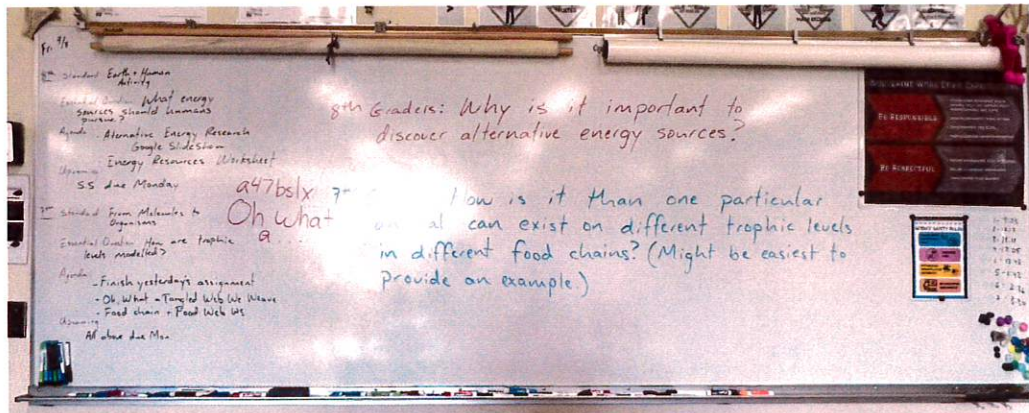 Fri 9/8
8th Standard Earth + Human
Activity
Essential Question What energy
sources should humans
pursue?
Agenda Aternative Energy Research
Google Slideshow
Energy Resources Worksheet
Upcoming
SS due Monday
7th Standard From Molecules to
Organisms
Essential Question How are trophic
levels modelled?
Agenda
- Finish yesterday's assignment
- Oh, What a Tangled Web We Weave
- Food chain + Food Web WS
Upcoming
All above due Mon
8th Graders: Why is it important to
discover alternative energy sources?
a47bslx
Oh what
a....
7th
How is it than one particular
al can exist on different trophic levels
in different food chains? (Might be easiest to
provide an example.)
BE RESPONSIBLE
BE RESPECTFUL